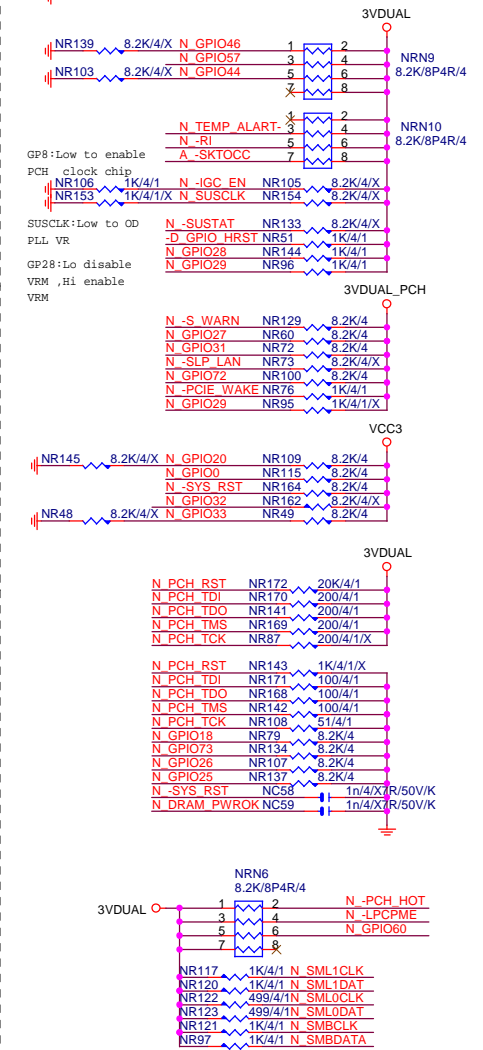 3VDUAL
NR139 8.2K/4/X N_GPIO46 1 2
N_GPIO57 3 4 NRN9
NR103 8.2K/4/X N_GPIO44 5 6 8.2K/8P4R/4
7 8
1 2
N_TEMP_ALART- 3 4 NRN10
N_-RI 5 6 8.2K/8P4R/4
A_-SKTOCC 7 8
GP8:Low to enable
PCH clock chip
NR106 1K/4/1 N_-IGC_EN NR105 8.2K/4/X
NR153 1K/4/1/X N_SUSCLK NR154 8.2K/4/X
SUSCLK:Low to OD
PLL VR
N_-SUSTAT NR133 8.2K/4/X
-D_GPIO_HRST NR51 1K/4/1
N_GPIO28 NR144 1K/4/1
N_GPIO29 NR96 1K/4/1
GP28:Lo disable
VRM ,Hi enable
VRM
3VDUAL_PCH
N_-S_WARN NR129 8.2K/4
N_GPIO27 NR60 8.2K/4
N_GPIO31 NR72 8.2K/4
N_-SLP_LAN NR73 8.2K/4/X
N_GPIO72 NR100 8.2K/4
N_-PCIE_WAKE NR76 1K/4/1
N_GPIO29 NR95 1K/4/1/X
VCC3
NR145 8.2K/4/X N_GPIO20 NR109 8.2K/4
N_GPIO0 NR115 8.2K/4
N_-SYS_RST NR164 8.2K/4
N_GPIO32 NR162 8.2K/4/X
NR48 8.2K/4/X N_GPIO33 NR49 8.2K/4
3VDUAL
N_PCH_RST NR172 20K/4/1
N_PCH_TDI NR170 200/4/1
N_PCH_TDO NR141 200/4/1
N_PCH_TMS NR169 200/4/1
N_PCH_TCK NR87 200/4/1/X
N_PCH_RST NR143 1K/4/1/X
N_PCH_TDI NR171 100/4/1
N_PCH_TDO NR168 100/4/1
N_PCH_TMS NR142 100/4/1
N_PCH_TCK NR108 51/4/1
N_GPIO18 NR79 8.2K/4
N_GPIO73 NR134 8.2K/4
N_GPIO26 NR107 8.2K/4
N_GPIO25 NR137 8.2K/4
N_-SYS_RST NC58 1n/4/X7R/50V/K
N_DRAM_PWROK NC59 1n/4/X7R/50V/K
NRN6
8.2K/8P4R/4
3VDUAL
1 2 N_-PCH_HOT
3 4 N_-LPCPME
5 6 N_GPIO60
7 8
NR117 1K/4/1 N_SML1CLK
NR120 1K/4/1 N_SML1DAT
NR122 499/4/1 N_SML0CLK
NR123 499/4/1 N_SML0DAT
NR121 1K/4/1 N_SMBCLK
NR97 1K/4/1 N_SMBDATA